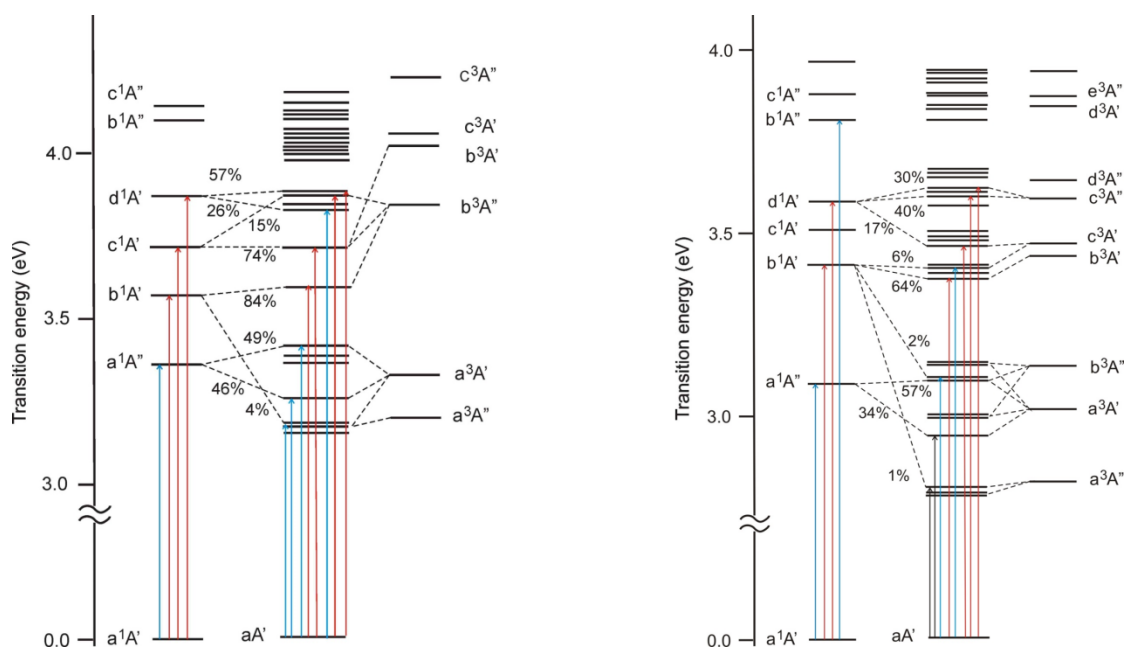 c³A”
c¹A”
b¹A”
c³A’
4.0
b³A’
57%
d¹A’
26%
15%
b³A”
c¹A’
74%
b¹A’
84%
3.5
49%
a¹A”
a³A’
46%
4%
a³A”
3.0
Transition energy (eV)
0.0
a¹A’
aA’
4.0
c¹A”
e³A”
d³A’
b¹A”
30%
d³A”
d¹A’
c³A”
40%
17%
c¹A’
c³A’
3.5
b¹A’
6%
b³A’
64%
2%
b³A”
a¹A”
57%
a³A’
34%
3.0
1%
a³A”
Transition energy (eV)
0.0
a¹A’
aA’